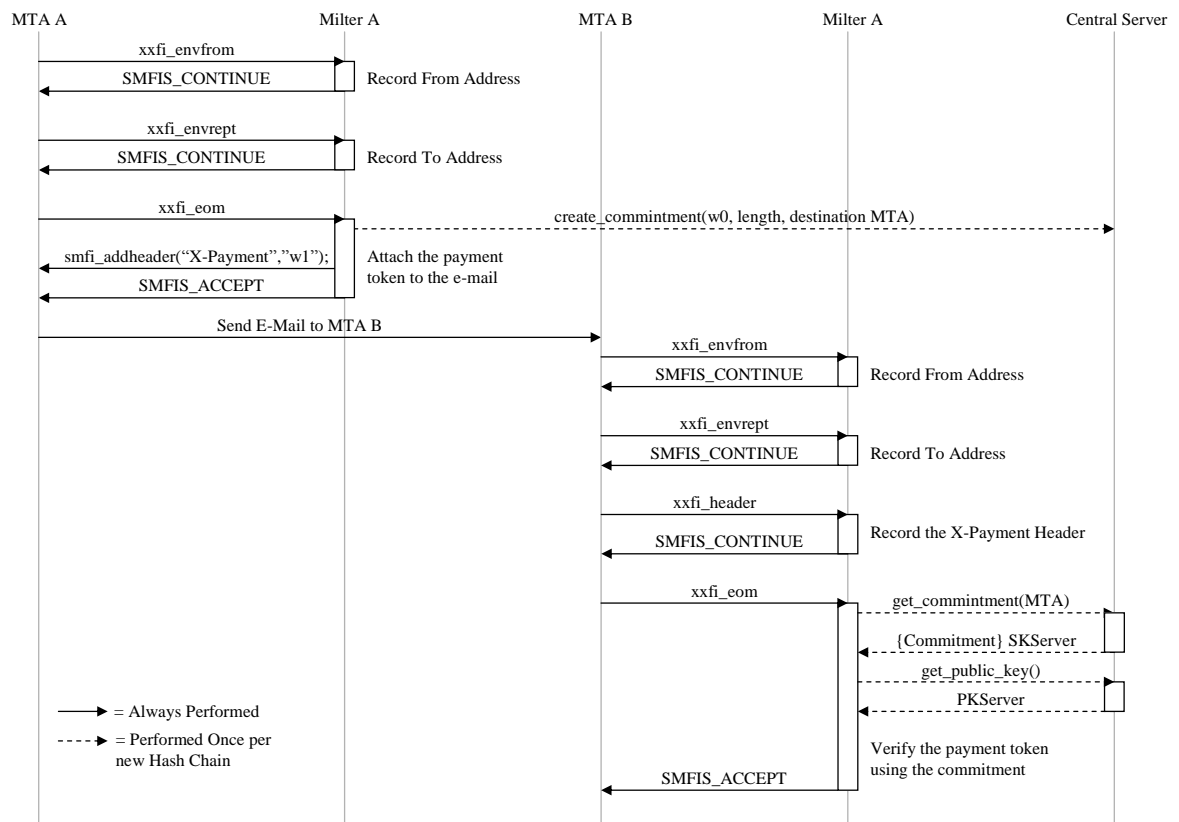 MTA A
Milter A
MTA B
Milter A
Central Server
xxfi_envfrom
SMFIS_CONTINUE
Record From Address
xxfi_envrept
SMFIS_CONTINUE
Record To Address
xxfi_eom
create_commintment(w0, length, destination MTA)
smfi_addheader(“X-Payment”,”w1”);
Attach the payment
token to the e-mail
SMFIS_ACCEPT
Send E-Mail to MTA B
xxfi_envfrom
SMFIS_CONTINUE
Record From Address
xxfi_envrept
SMFIS_CONTINUE
Record To Address
xxfi_header
SMFIS_CONTINUE
Record the X-Payment Header
xxfi_eom
get_commintment(MTA)
{Commitment} SKServer
get_public_key()
PKServer
Verify the payment token
using the commitment
SMFIS_ACCEPT
= Always Performed
= Performed Once per
new Hash Chain